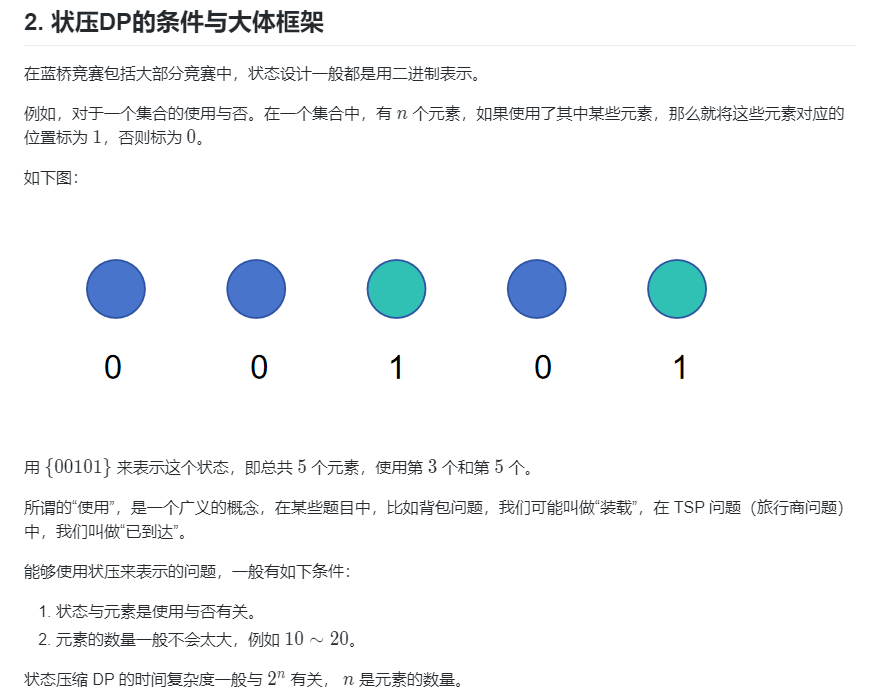 2. 状压DP的条件与大体框架
在蓝桥竞赛包括大部分竞赛中，状态设计一般都是用二进制表示。
例如，对于一个集合的使用与否。在一个集合中，有 n 个元素，如果使用了其中某些元素，那么就将这些元素对应的
位置标为 1，否则标为 0。
如下图：
0 0 1 0 1
用 {00101} 来表示这个状态，即总共 5 个元素，使用第 3 个和第 5 个。
所谓的“使用”，是一个广义的概念，在某些题目中，比如背包问题，我们可能叫做“装载”，在 TSP 问题（旅行商问题）
中，我们叫做“已到达”。
能够使用状压来表示的问题，一般有如下条件：
1. 状态与元素是使用与否有关。
2. 元素的数量一般不会太大，例如 10 ∼ 20。
状态压缩 DP 的时间复杂度一般与 2ⁿ 有关， n 是元素的数量。